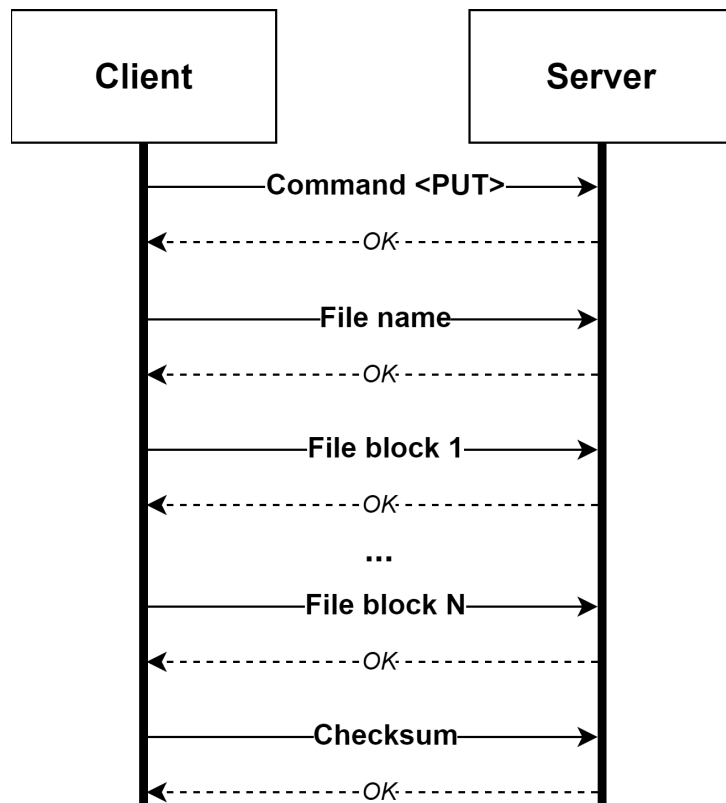 Client
Server
Command <PUT>
OK
File name
OK
File block 1
OK
...
File block N
OK
Checksum
OK